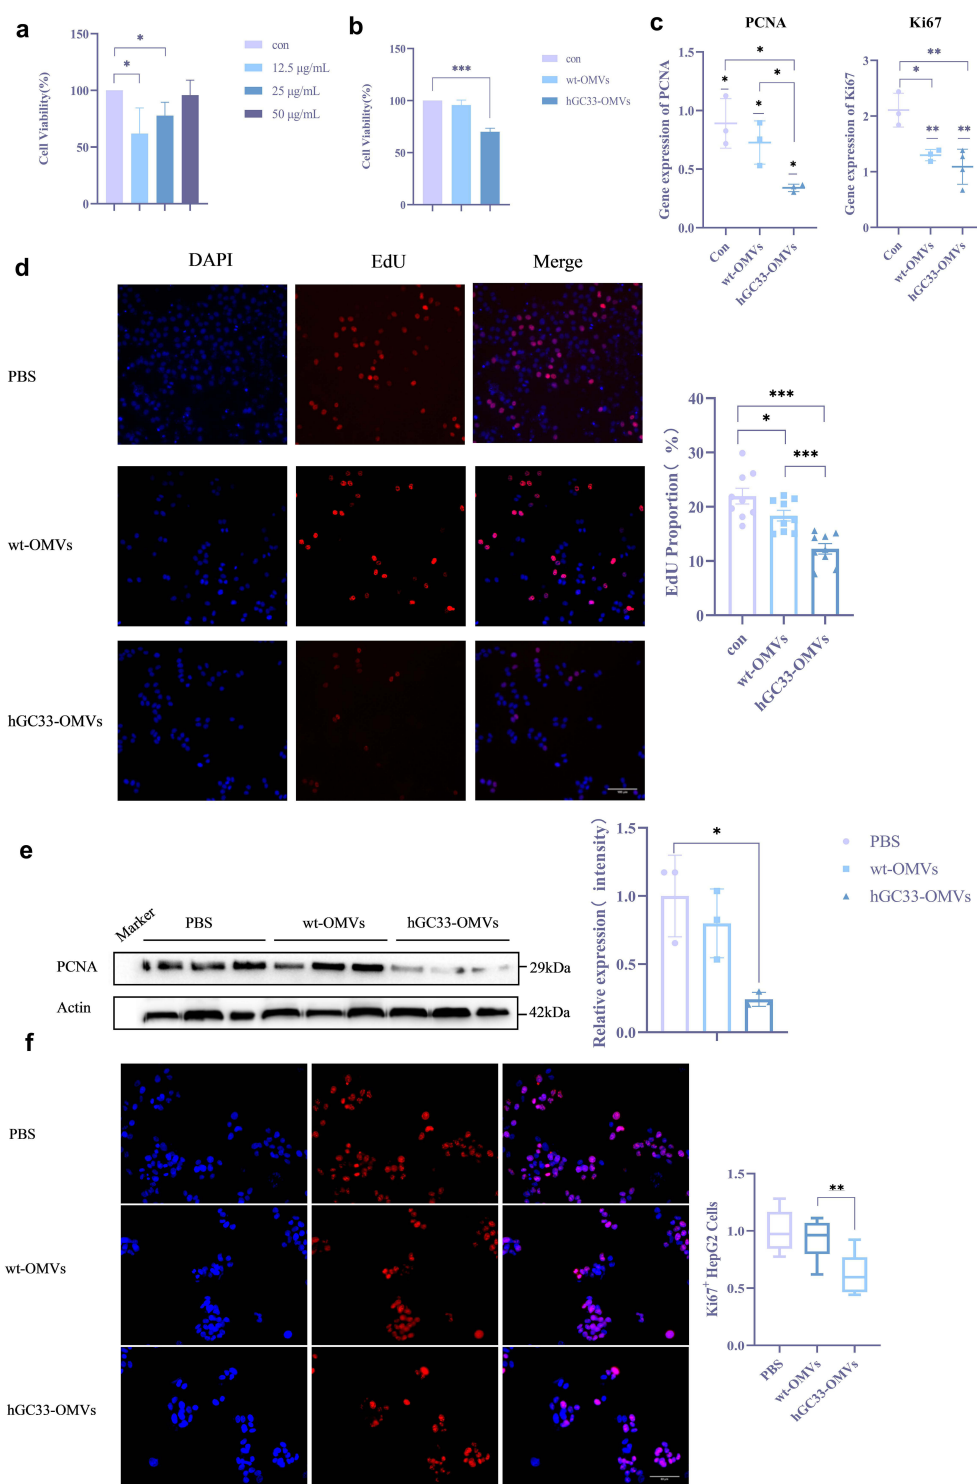 a
Cell Viability(%)
150
100
50
0
*
*
con
12.5 μg/mL
25 μg/mL
50 μg/mL
b
Cell Viability(%)
150
100
50
0
***
con
wt-OMVs
hGC33-OMVs
c
PCNA
Gene expression of PCNA
1.5
1.0
0.5
0.0
*
*
*
*
*
Con
wt-OMVs
hGC33-OMVs
Ki67
Gene expression of Ki67
3
2
1
0
**
*
**
**
Con
wt-OMVs
hGC33-OMVs
d
DAPI
EdU
Merge
PBS
wt-OMVs
hGC33-OMVs
EdU Proportion( %)
40
30
20
10
0
***
*
***
con
wt-OMVs
hGC33-OMVs
e
Marker
PBS
wt-OMVs
hGC33-OMVs
PCNA
29kDa
Actin
42kDa
Relative expression( intensity)
1.5
1.0
0.5
0.0
*
PBS
wt-OMVs
hGC33-OMVs
f
PBS
wt-OMVs
hGC33-OMVs
Ki67+ HepG2 Cells
1.5
1.0
0.5
0.0
**
PBS
wt-OMVs
hGC33-OMVs